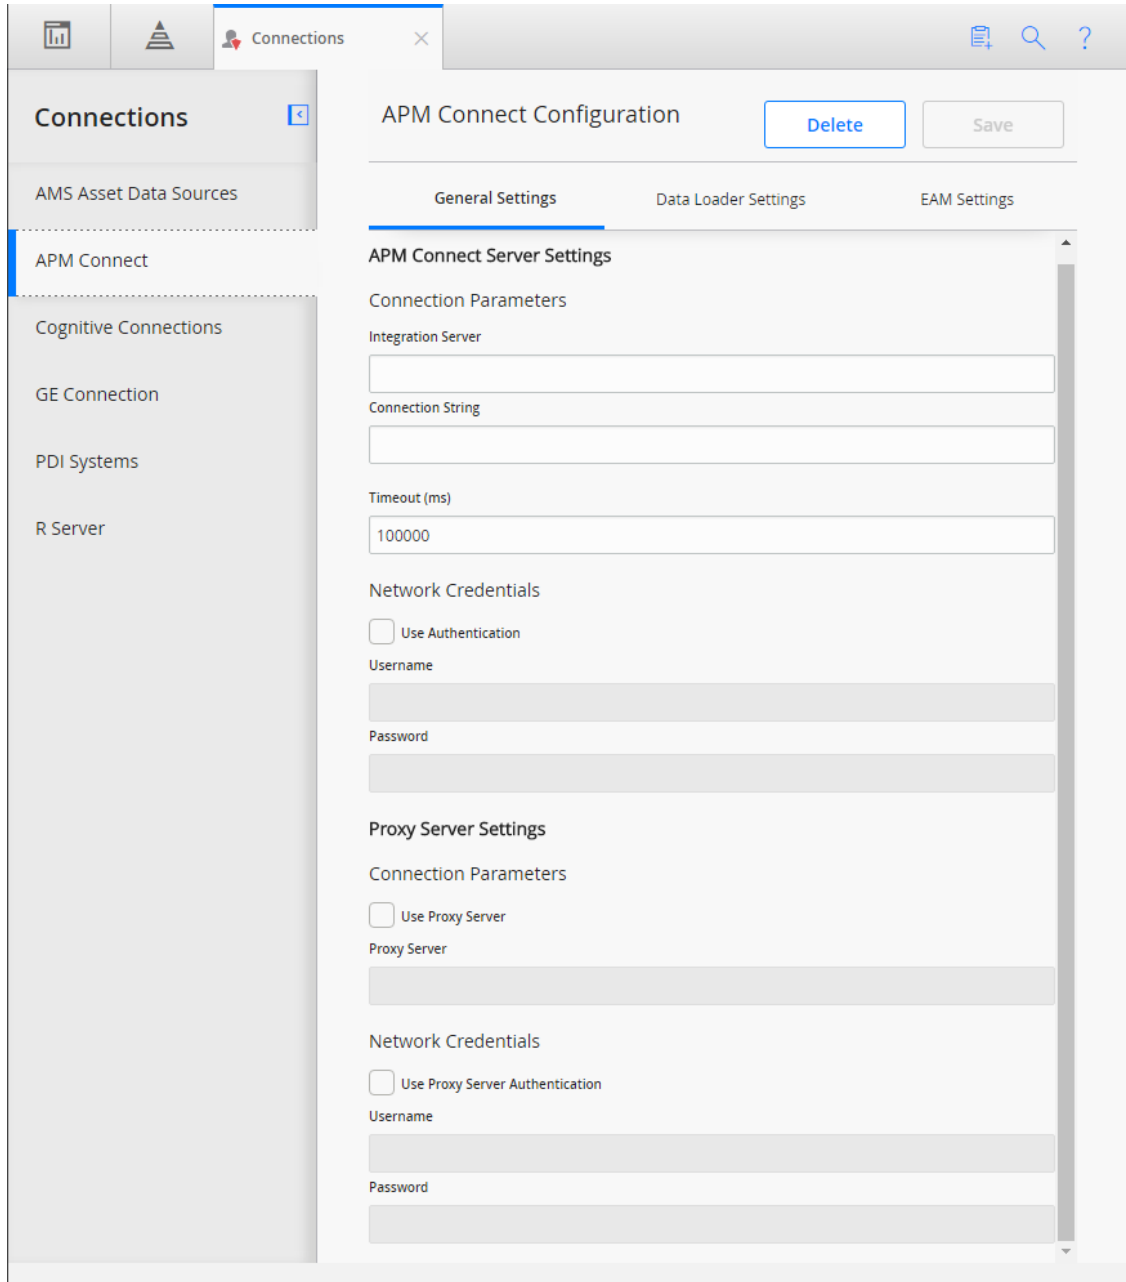 Connections
?
Connections
AMS Asset Data Sources
APM Connect
Cognitive Connections
GE Connection
PDI Systems
R Server
APM Connect Configuration
Delete
Save
General Settings
Data Loader Settings
EAM Settings
APM Connect Server Settings
Connection Parameters
Integration Server
Connection String
Timeout (ms)
100000
Network Credentials
Use Authentication
Username
Password
Proxy Server Settings
Connection Parameters
Use Proxy Server
Proxy Server
Network Credentials
Use Proxy Server Authentication
Username
Password